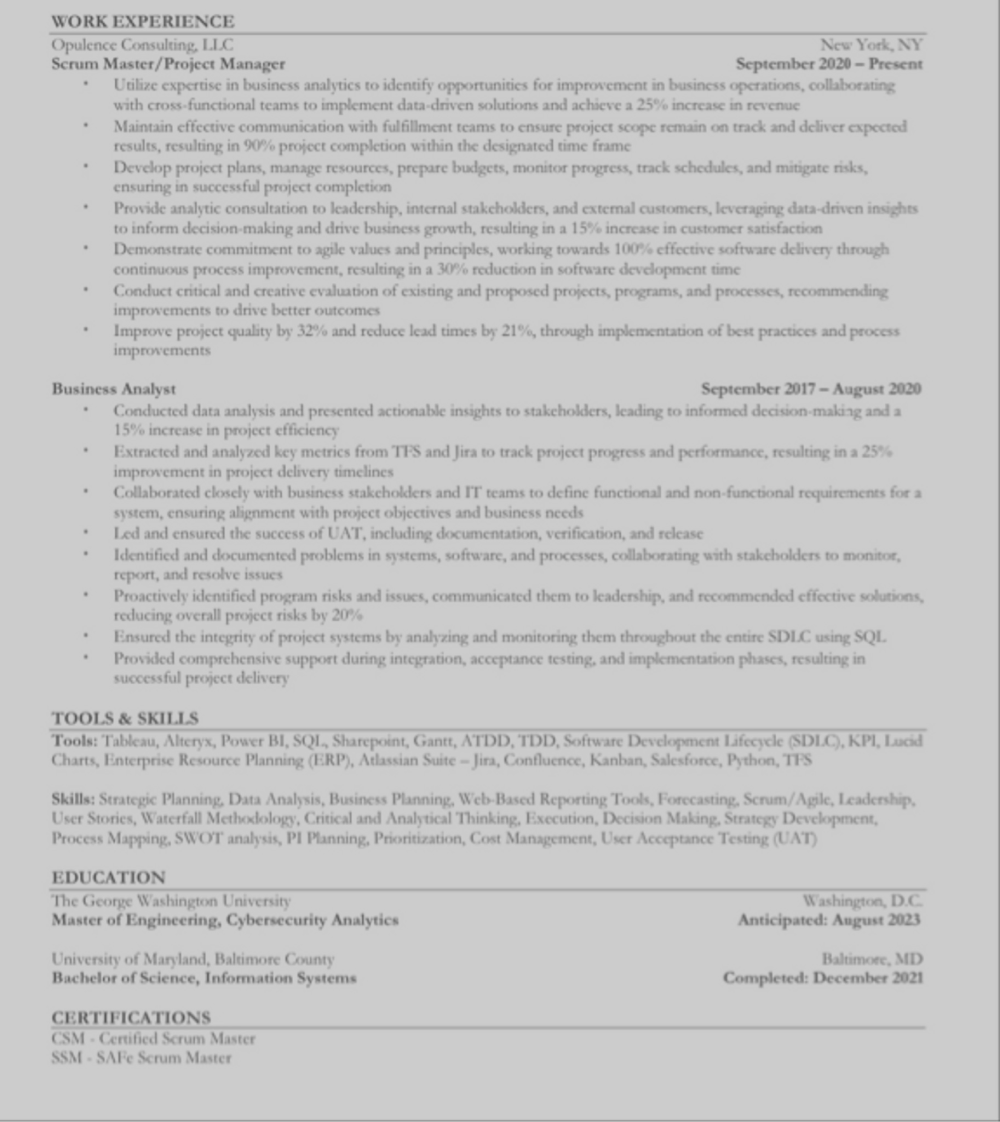 WORK EXPERIENCE
Opulence Consulting, LLC New York, NY
Scrum Master/Project Manager September 2020 – Present
• Utilize expertise in business analytics to identify opportunities for improvement in business operations, collaborating
with cross-functional teams to implement data-driven solutions and achieve a 25% increase in revenue
• Maintain effective communication with fulfillment teams to ensure project scope remain on track and deliver expected
results, resulting in 90% project completion within the designated time frame
• Develop project plans, manage resources, prepare budgets, monitor progress, track schedules, and mitigate risks,
ensuring in successful project completion
• Provide analytic consultation to leadership, internal stakeholders, and external customers, leveraging data-driven insights
to inform decision-making and drive business growth, resulting in a 15% increase in customer satisfaction
• Demonstrate commitment to agile values and principles, working towards 100% effective software delivery through
continuous process improvement, resulting in a 30% reduction in software development time
• Conduct critical and creative evaluation of existing and proposed projects, programs, and processes, recommending
improvements to drive better outcomes
• Improve project quality by 32% and reduce lead times by 21%, through implementation of best practices and process
improvements
Business Analyst September 2017 – August 2020
• Conducted data analysis and presented actionable insights to stakeholders, leading to informed decision-making and a
15% increase in project efficiency
• Extracted and analyzed key metrics from TFS and Jira to track project progress and performance, resulting in a 25%
improvement in project delivery timelines
• Collaborated closely with business stakeholders and IT teams to define functional and non-functional requirements for a
system, ensuring alignment with project objectives and business needs
• Led and ensured the success of UAT, including documentation, verification, and release
• Identified and documented problems in systems, software, and processes, collaborating with stakeholders to monitor,
report, and resolve issues
• Proactively identified program risks and issues, communicated them to leadership, and recommended effective solutions,
reducing overall project risks by 20%
• Ensured the integrity of project systems by analyzing and monitoring them throughout the entire SDLC using SQL
• Provided comprehensive support during integration, acceptance testing, and implementation phases, resulting in
successful project delivery
TOOLS & SKILLS
Tools: Tableau, Alteryx, Power BI, SQL, Sharepoint, Gantt, ATDD, TDD, Software Development Lifecycle (SDLC), KPI, Lucid
Charts, Enterprise Resource Planning (ERP), Atlassian Suite – Jira, Confluence, Kanban, Salesforce, Python, TFS
Skills: Strategic Planning, Data Analysis, Business Planning, Web-Based Reporting Tools, Forecasting, Scrum/Agile, Leadership,
User Stories, Waterfall Methodology, Critical and Analytical Thinking, Execution, Decision Making, Strategy Development,
Process Mapping, SWOT analysis, PI Planning, Prioritization, Cost Management, User Acceptance Testing (UAT)
EDUCATION
The George Washington University Washington, D.C.
Master of Engineering, Cybersecurity Analytics Anticipated: August 2023
University of Maryland, Baltimore County Baltimore, MD
Bachelor of Science, Information Systems Completed: December 2021
CERTIFICATIONS
CSM - Certified Scrum Master
SSM - SAFe Scrum Master